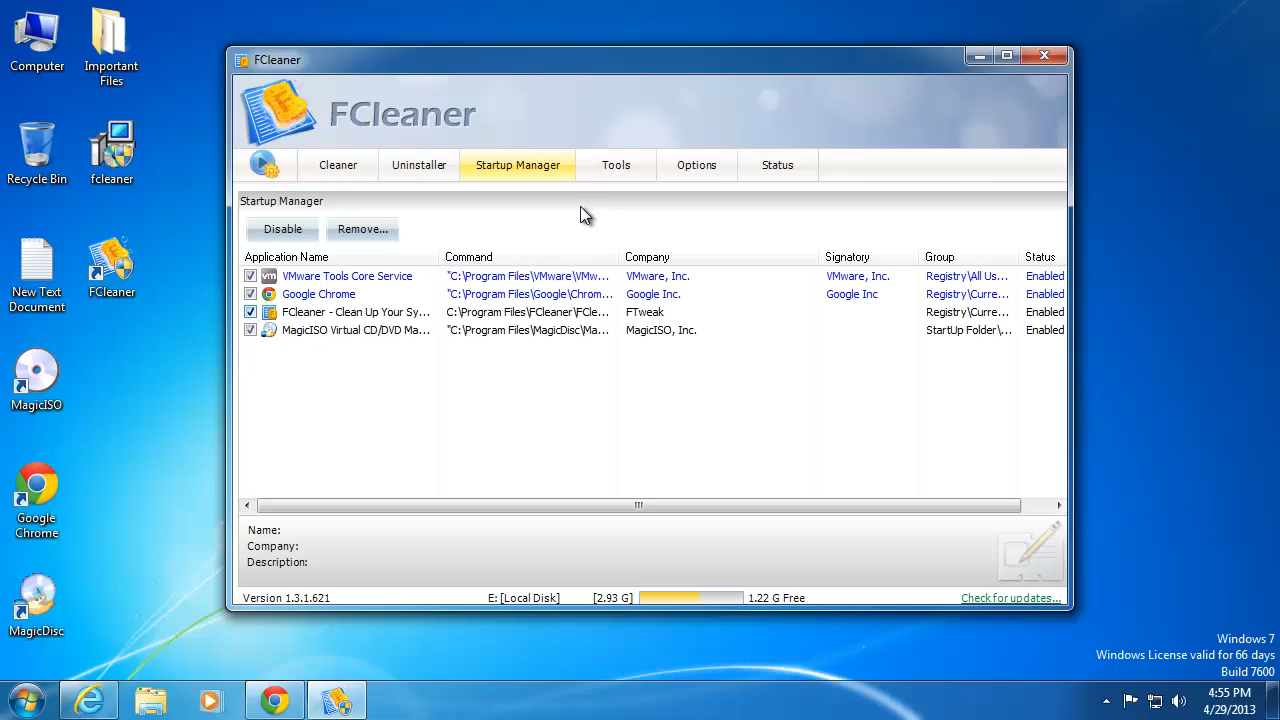 Computer
Important
Files
Recycle Bin
fcleaner
New Text
Document
FCleaner
MagicISO
Google
Chrome
MagicDisc
FCleaner
FCleaner
Cleaner
Uninstaller
Startup Manager
Tools
Options
Status
Startup Manager
Disable
Remove...
Application Name
Command
Company
Signatory
Group
Status
VMware Tools Core Service
"C:\Program Files\VMware\VMw...
VMware, Inc.
VMware, Inc.
Registry\All Us...
Enabled
Google Chrome
"C:\Program Files\Google\Chrom...
Google Inc.
Google Inc
Registry\Curre...
Enabled
FCleaner - Clean Up Your Sy...
C:\Program Files\FCleaner\FCle...
FTweak
Registry\Curre...
Enabled
MagicISO Virtual CD/DVD Ma...
"C:\Program Files\MagicDisc\Ma...
MagicISO, Inc.
StartUp Folder\...
Enabled
Name:
Company:
Description:
Version 1.3.1.621
E: [Local Disk]
[2.93 G]
1.22 G Free
Check for updates...
Windows 7
Windows License valid for 66 days
Build 7600
4:55 PM
4/29/2013